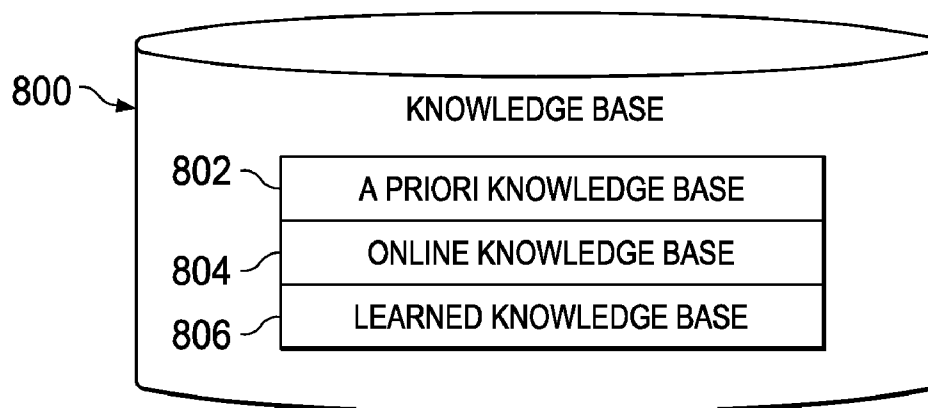 800
KNOWLEDGE BASE
802
A PRIORI KNOWLEDGE BASE
804
ONLINE KNOWLEDGE BASE
806
LEARNED KNOWLEDGE BASE